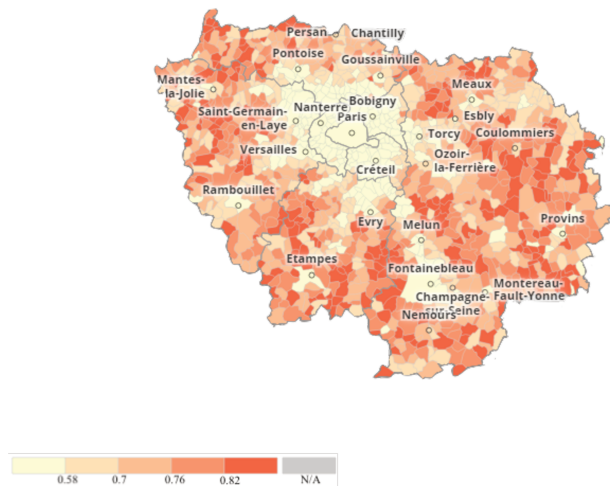 Persan
Chantilly
Pontoise
Goussainville
Mantes-
la-Jolie
Meaux
Saint-Germain-
en-Laye
Nanterre
Bobigny
Paris
Esbly
Torcy
Coulommiers
Versailles
Ozoir-
la-Ferrière
Créteil
Rambouillet
Evry
Melun
Provins
Etampes
Fontainebleau
Champagne-
sur-Seine
Montereau-
Fault-Yonne
Nemours
0.58 0.7 0.76 0.82 N/A